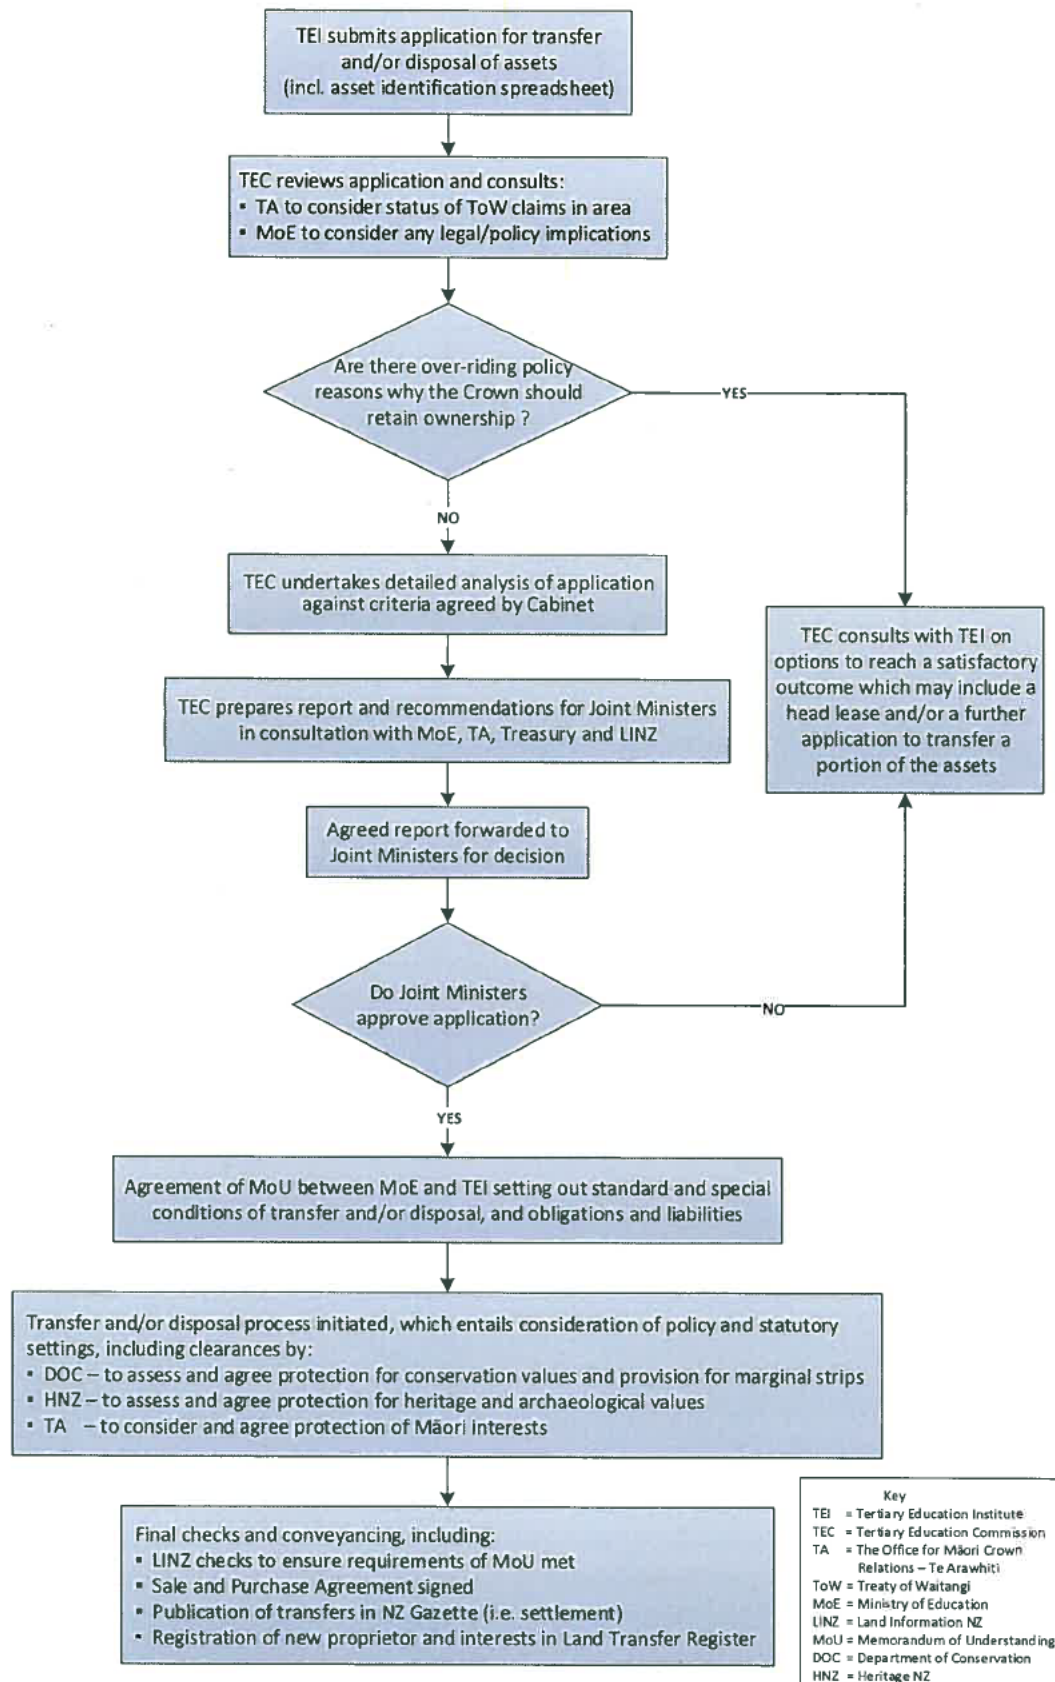 TEI submits application for transfer
and/or disposal of assets
(incl. asset identification spreadsheet)
TEC reviews application and consults:
▪ TA to consider status of ToW claims in area
▪ MoE to consider any legal/policy implications
Are there over-riding policy
reasons why the Crown should
retain ownership ?
YES
NO
TEC undertakes detailed analysis of application
against criteria agreed by Cabinet
TEC prepares report and recommendations for Joint Ministers
in consultation with MoE, TA, Treasury and LINZ
TEC consults with TEI on
options to reach a satisfactory
outcome which may include a
head lease and/or a further
application to transfer a
portion of the assets
Agreed report forwarded to
Joint Ministers for decision
Do Joint Ministers
approve application?
NO
YES
Agreement of MoU between MoE and TEI setting out standard and special
conditions of transfer and/or disposal, and obligations and liabilities
Transfer and/or disposal process initiated, which entails consideration of policy and statutory
settings, including clearances by:
▪ DOC – to assess and agree protection for conservation values and provision for marginal strips
▪ HNZ – to assess and agree protection for heritage and archaeological values
▪ TA – to consider and agree protection of Māori interests
Final checks and conveyancing, including:
▪ LINZ checks to ensure requirements of MoU met
▪ Sale and Purchase Agreement signed
▪ Publication of transfers in NZ Gazette (i.e. settlement)
▪ Registration of new proprietor and interests in Land Transfer Register
Key
TEI = Tertiary Education Institute
TEC = Tertiary Education Commission
TA = The Office for Māori Crown
Relations – Te Arawhiti
ToW = Treaty of Waitangi
MoE = Ministry of Education
LINZ = Land Information NZ
MoU = Memorandum of Understanding
DOC = Department of Conservation
HNZ = Heritage NZ